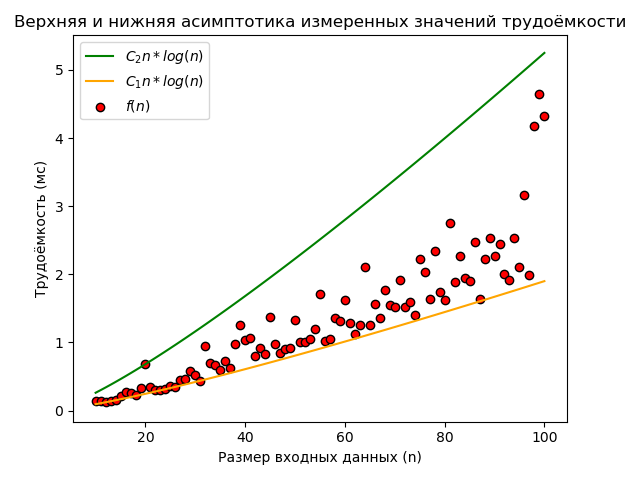 Верхняя и нижняя асимптотика измеренных значений трудоёмкости
C₂n * log(n)
C₁n * log(n)
f(n)
Трудоёмкость (мс)
5
4
3
2
1
0
20
40
60
80
100
Размер входных данных (n)